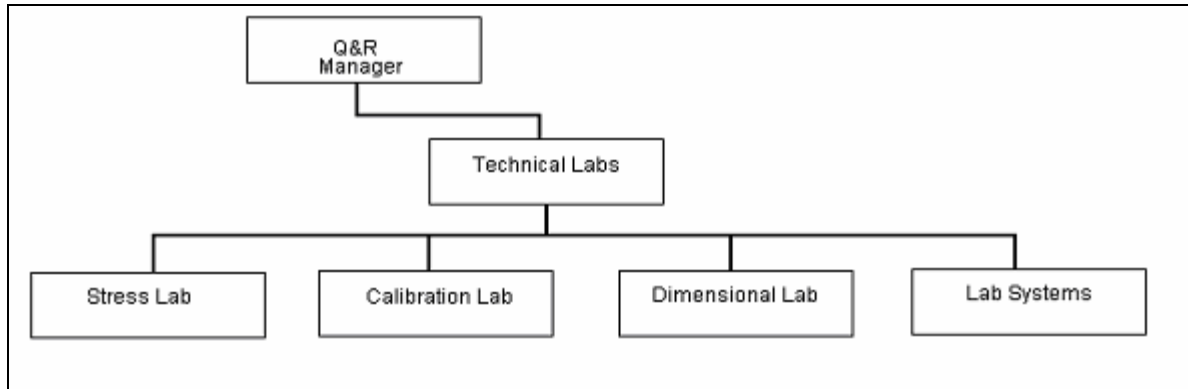 Q&R
Manager
Technical Labs
Stress Lab
Calibration Lab
Dimensional Lab
Lab Systems